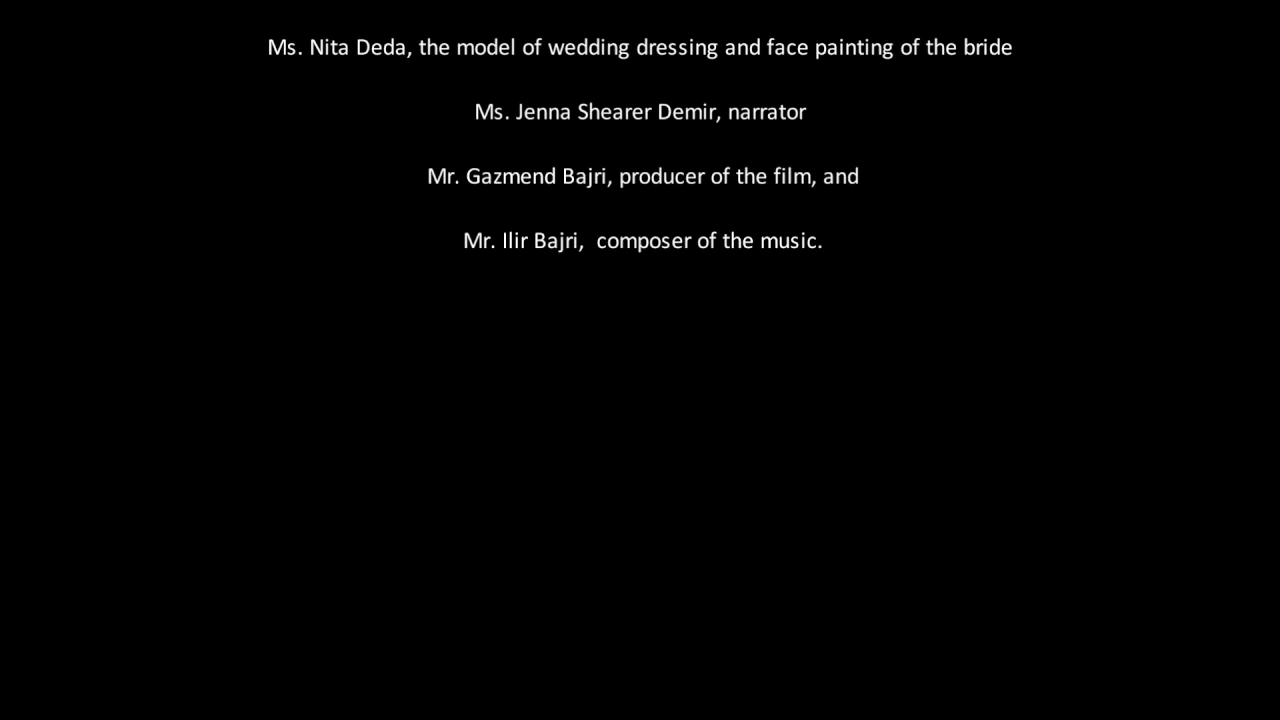 Ms. Nita Deda, the model of wedding dressing and face painting of the bride
Ms. Jenna Shearer Demir, narrator
Mr. Gazmend Bajri, producer of the film, and
Mr. Ilir Bajri,  composer of the music.